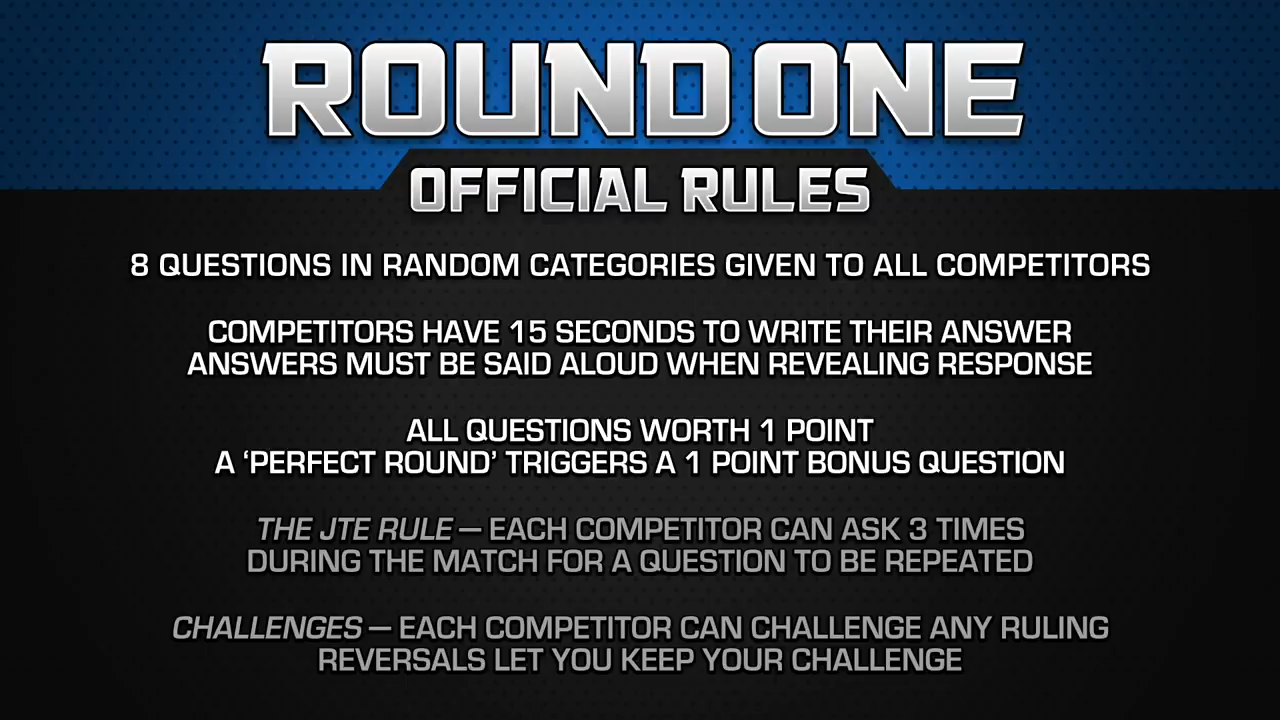 ROUND ONE
OFFICIAL RULES
8 QUESTIONS IN RANDOM CATEGORIES GIVEN TO ALL COMPETITORS
COMPETITORS HAVE 15 SECONDS TO WRITE THEIR ANSWER
ANSWERS MUST BE SAID ALOUD WHEN REVEALING RESPONSE
ALL QUESTIONS WORTH 1 POINT
A ‘PERFECT ROUND’ TRIGGERS A 1 POINT BONUS QUESTION
THE JTE RULE – EACH COMPETITOR CAN ASK 3 TIMES
DURING THE MATCH FOR A QUESTION TO BE REPEATED
CHALLENGES – EACH COMPETITOR CAN CHALLENGE ANY RULING
REVERSALS LET YOU KEEP YOUR CHALLENGE